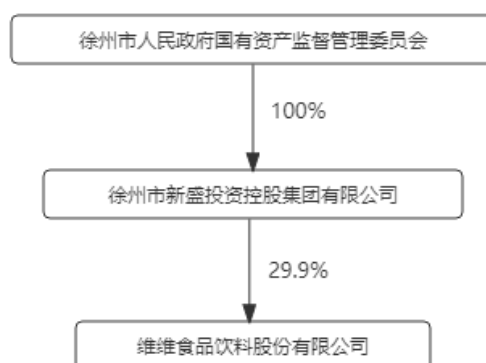 徐州市人民政府国有资产监督管理委员会
100%
徐州市新盛投资控股集团有限公司
29.9%
维维食品饮料股份有限公司